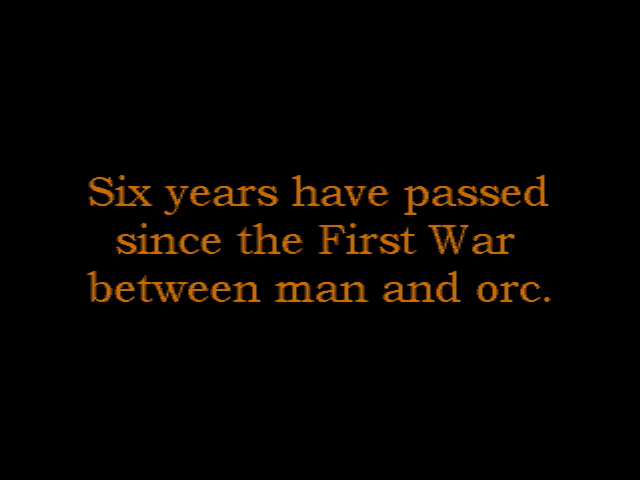 Six years have passed
since the First War
between man and orc.